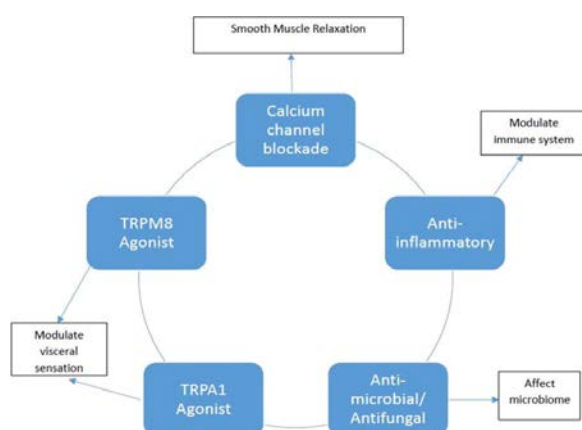 Smooth Muscle Relaxation
Calcium
channel
blockade
Modulate
immune system
TRPM8
Agonist
Anti-
inflammatory
Modulate
visceral
sensation
TRPA1
Agonist
Anti-
microbial/
Antifungal
Affect
microbiome